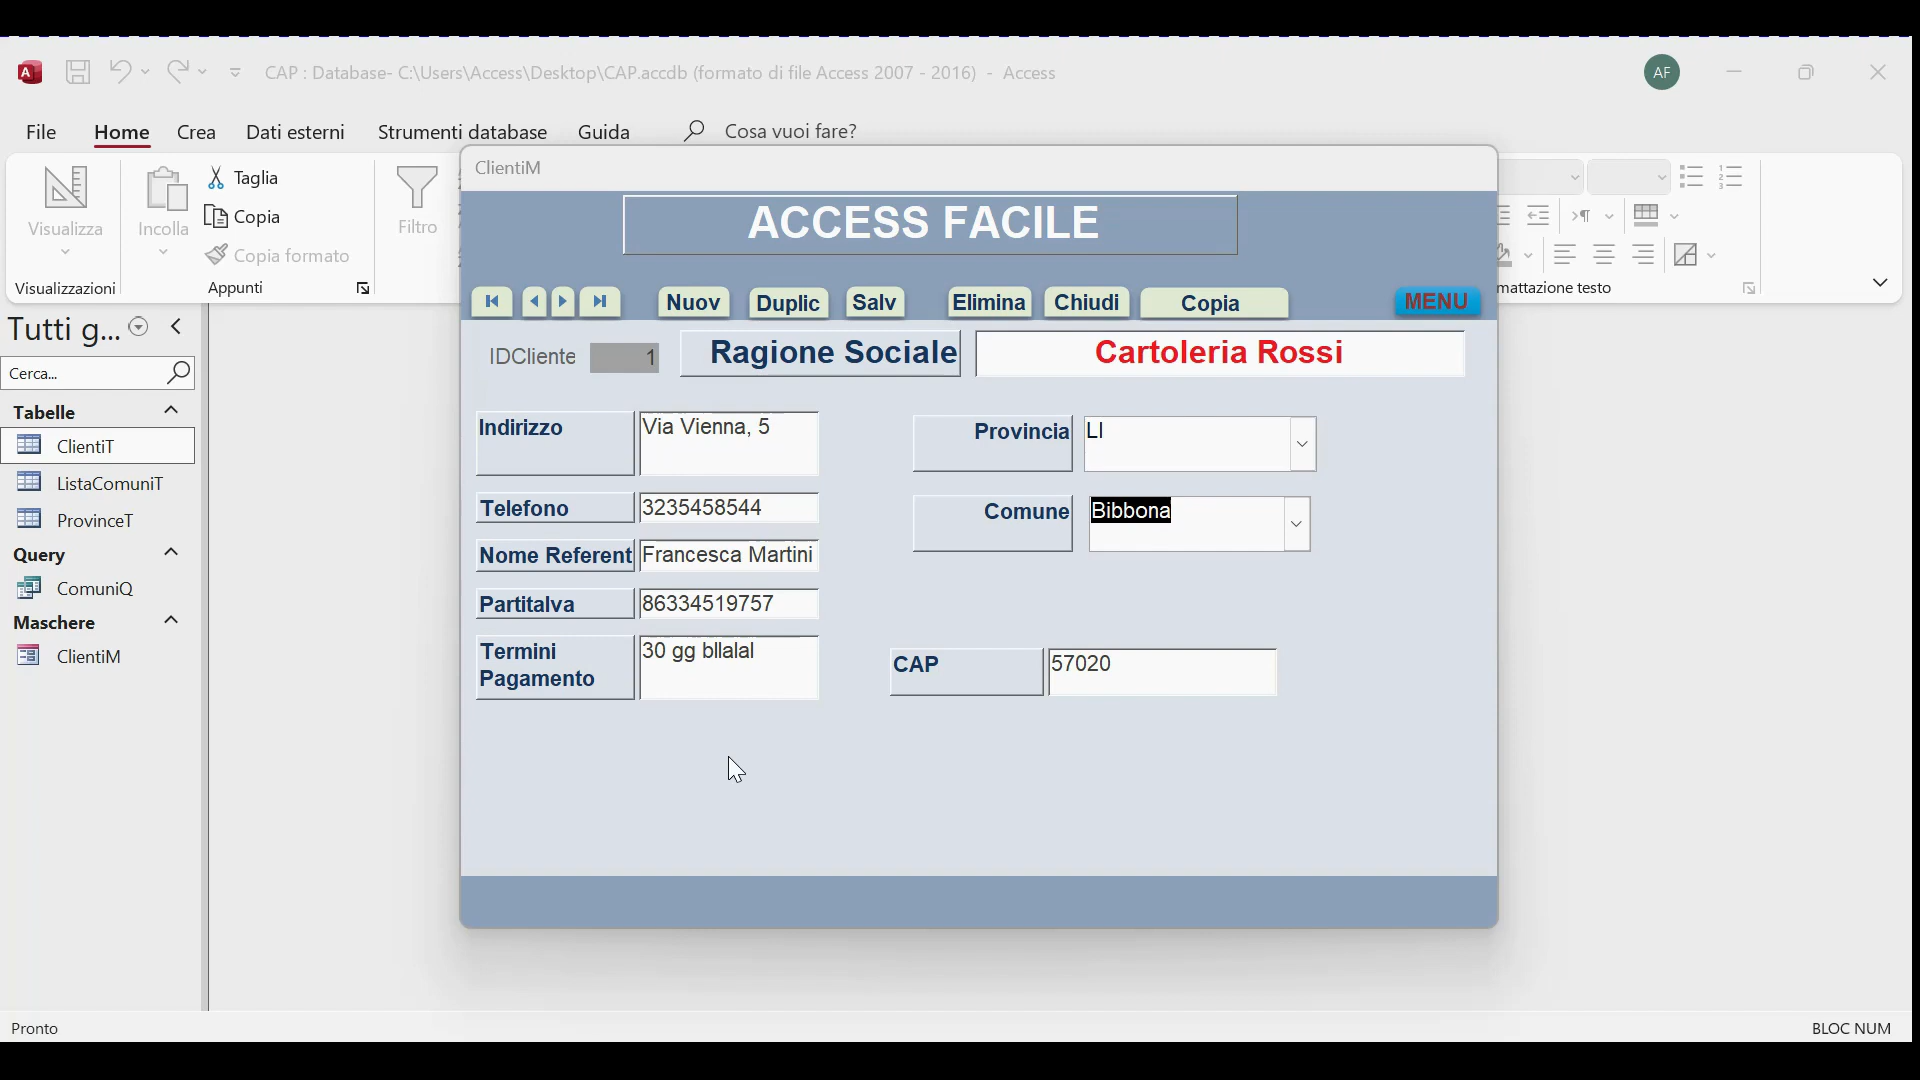 CAP : Database- C:\Users\Access\Desktop\CAP.accdb (formato di file Access 2007 - 2016) - Access
AF
File Home Crea Dati esterni Strumenti database Guida Cosa vuoi fare?
Visualizza
Incolla
Taglia
Copia
Copia formato
Filtro
Visualizzazioni
Appunti
mattazione testo
ClientiM
ACCESS FACILE
Nuov Duplic Salv Elimina Chiudi Copia MENU
IDCliente 1 Ragione Sociale Cartoleria Rossi
Indirizzo Via Vienna, 5
Provincia LI
Telefono 3235458544
Comune Bibbona
Nome Referent Francesca Martini
PartitaIva 86334519757
Termini
Pagamento
30 gg bllalal
CAP 57020
Tutti g...
Cerca...
Tabelle
ClientiT
ListaComuniT
ProvinceT
Query
ComuniQ
Maschere
ClientiM
Pronto
BLOC NUM